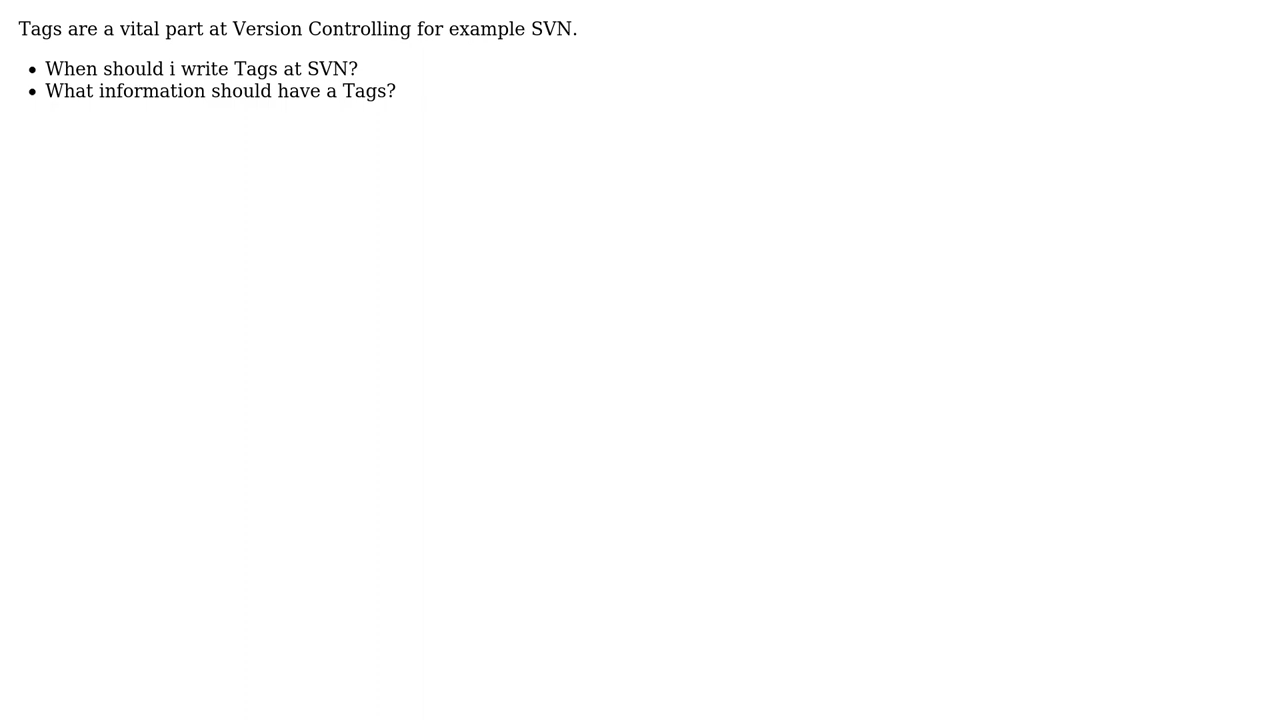 Tags are a vital part at Version Controlling for example SVN.
• When should i write Tags at SVN?
• What information should have a Tags?